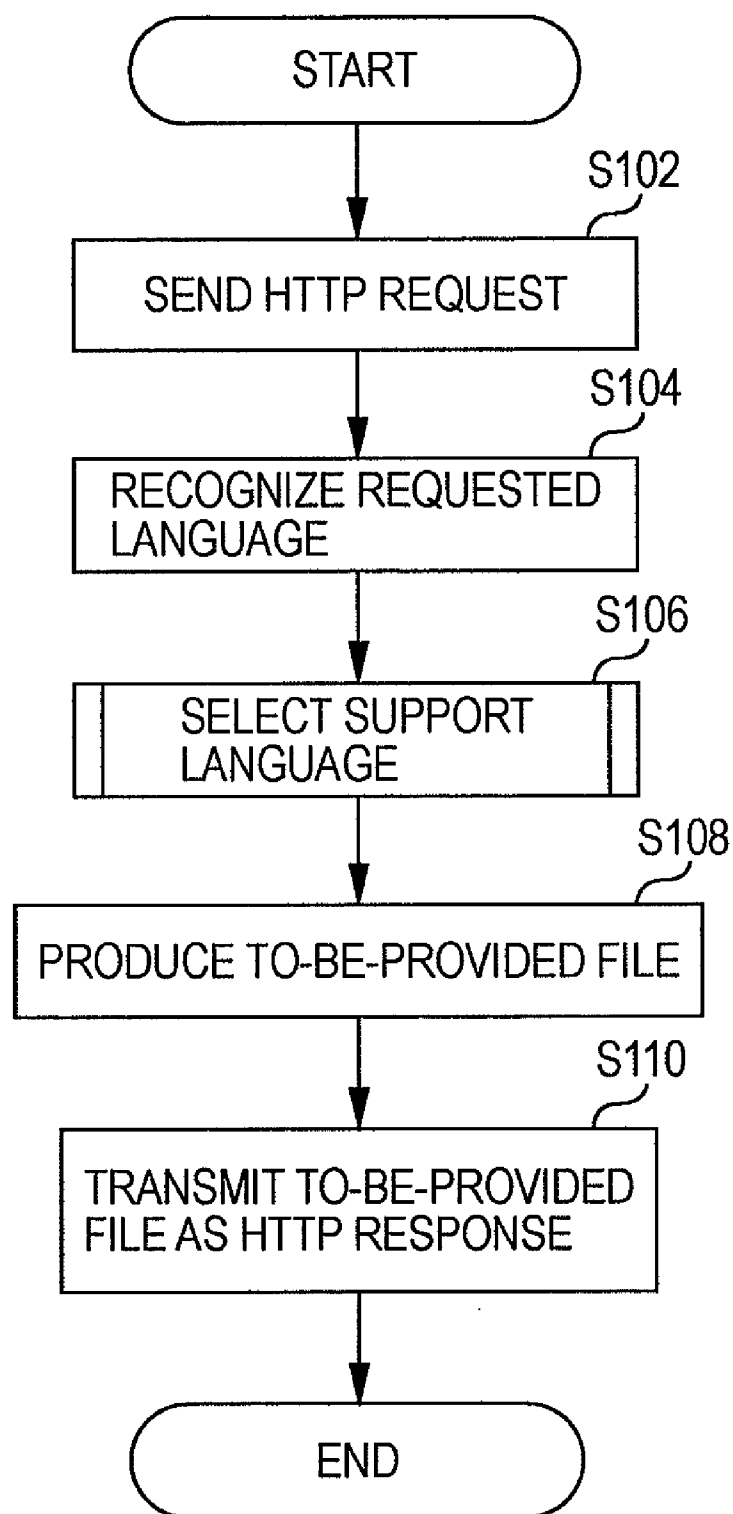 START
S102
SEND HTTP REQUEST
S104
RECOGNIZE REQUESTED
LANGUAGE
S106
SELECT SUPPORT
LANGUAGE
S108
PRODUCE TO-BE-PROVIDED FILE
S110
TRANSMIT TO-BE-PROVIDED
FILE AS HTTP RESPONSE
END